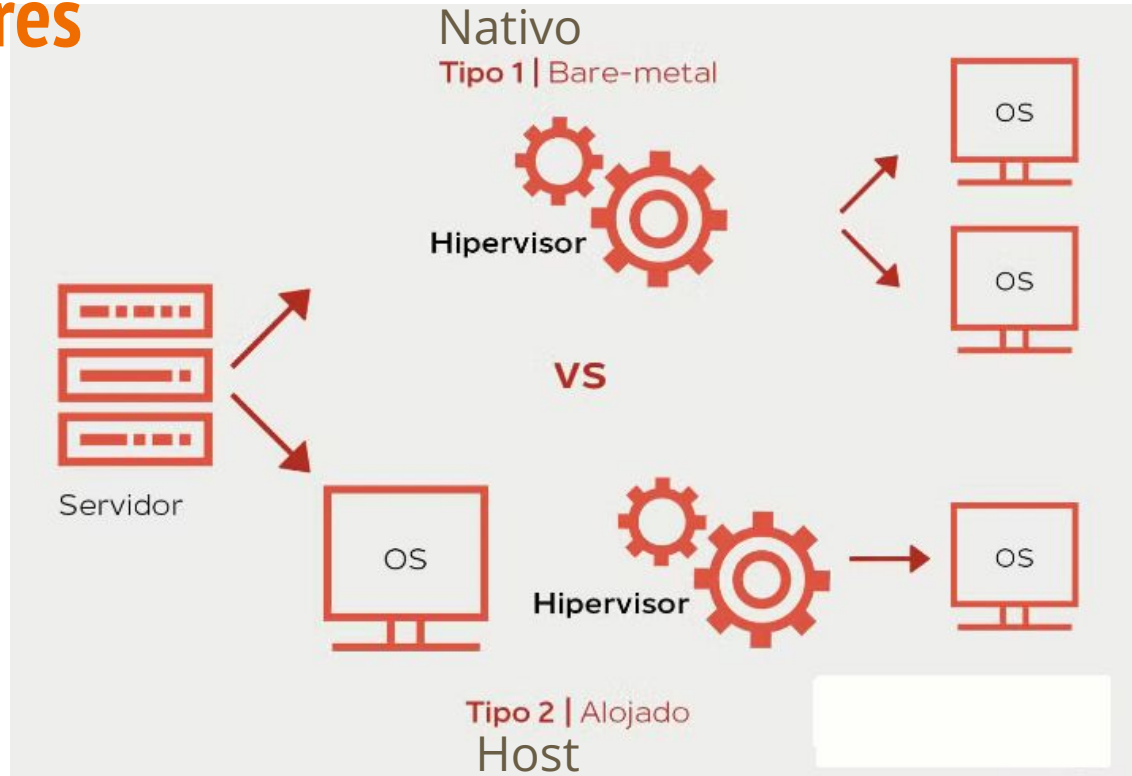 res
Nativo
Tipo 1 | Bare-metal
OS
Hipervisor
OS
vs
Servidor
OS
Hipervisor
OS
Tipo 2 | Alojado
Host